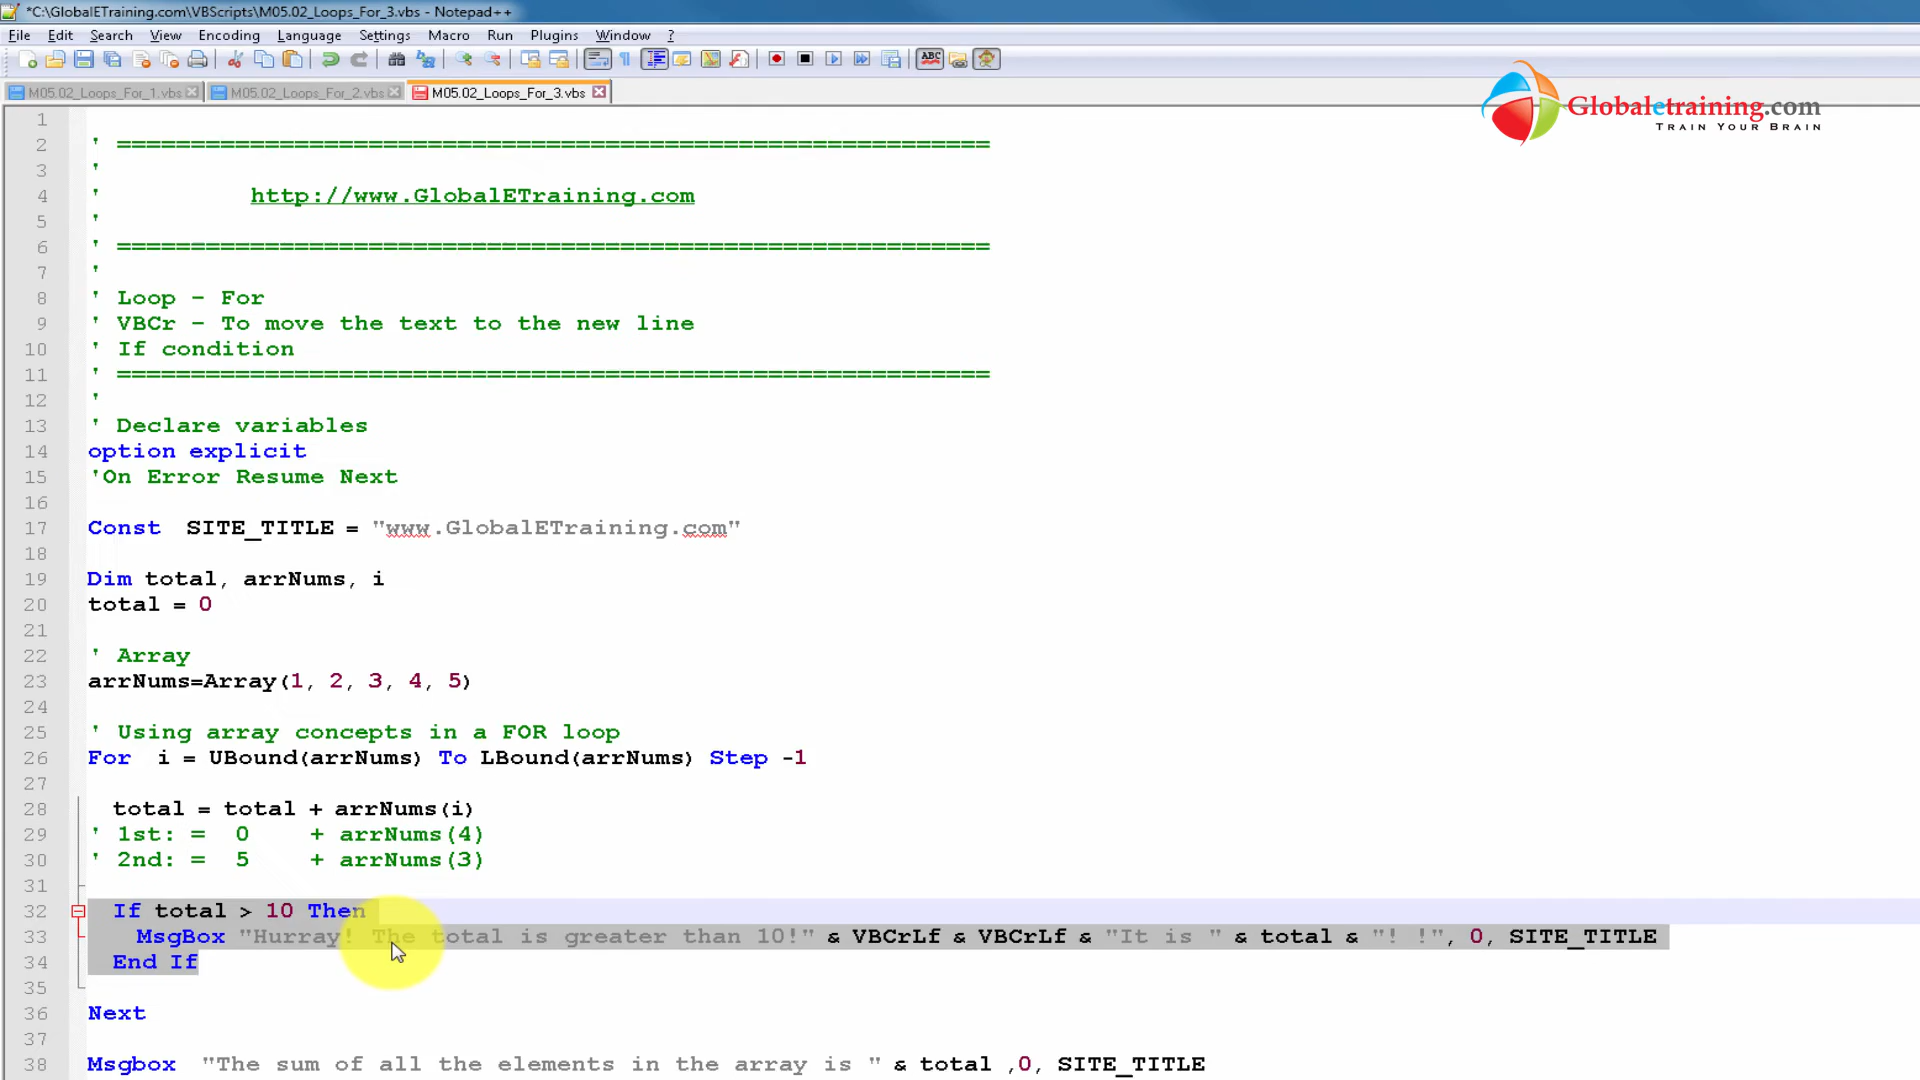 *C:\GlobalETraining.com\VBScripts\M05.02_Loops_For_3.vbs - Notepad++
File Edit Search View Encoding Language Settings Macro Run Plugins Window ?
ABC
M05.02_Loops_For_1.vbs M05.02_Loops_For_2.vbs M05.02_Loops_For_3.vbs
Globaletraining.com
TRAIN YOUR BRAIN
1
2 ' ===========================================================
3 '
4 ' http://www.GlobalETraining.com
5 '
6 ' ===========================================================
7 '
8 ' Loop - For
9 ' VBCr - To move the text to the new line
10 ' If condition
11 ' ===========================================================
12 '
13 ' Declare variables
14 option explicit
15 'On Error Resume Next
16
17 Const SITE_TITLE = "www.GlobalETraining.com"
18
19 Dim total, arrNums, i
20 total = 0
21
22 ' Array
23 arrNums=Array(1, 2, 3, 4, 5)
24
25 ' Using array concepts in a FOR loop
26 For i = UBound(arrNums) To LBound(arrNums) Step -1
27
28 total = total + arrNums(i)
29 ' 1st: = 0 + arrNums(4)
30 ' 2nd: = 5 + arrNums(3)
31
32 If total > 10 Then
33 MsgBox "Hurray! The total is greater than 10!" & VBCrLf & VBCrLf & "It is " & total & "! !", 0, SITE_TITLE
34 End If
35
36 Next
37
38 Msgbox "The sum of all the elements in the array is " & total ,0, SITE_TITLE